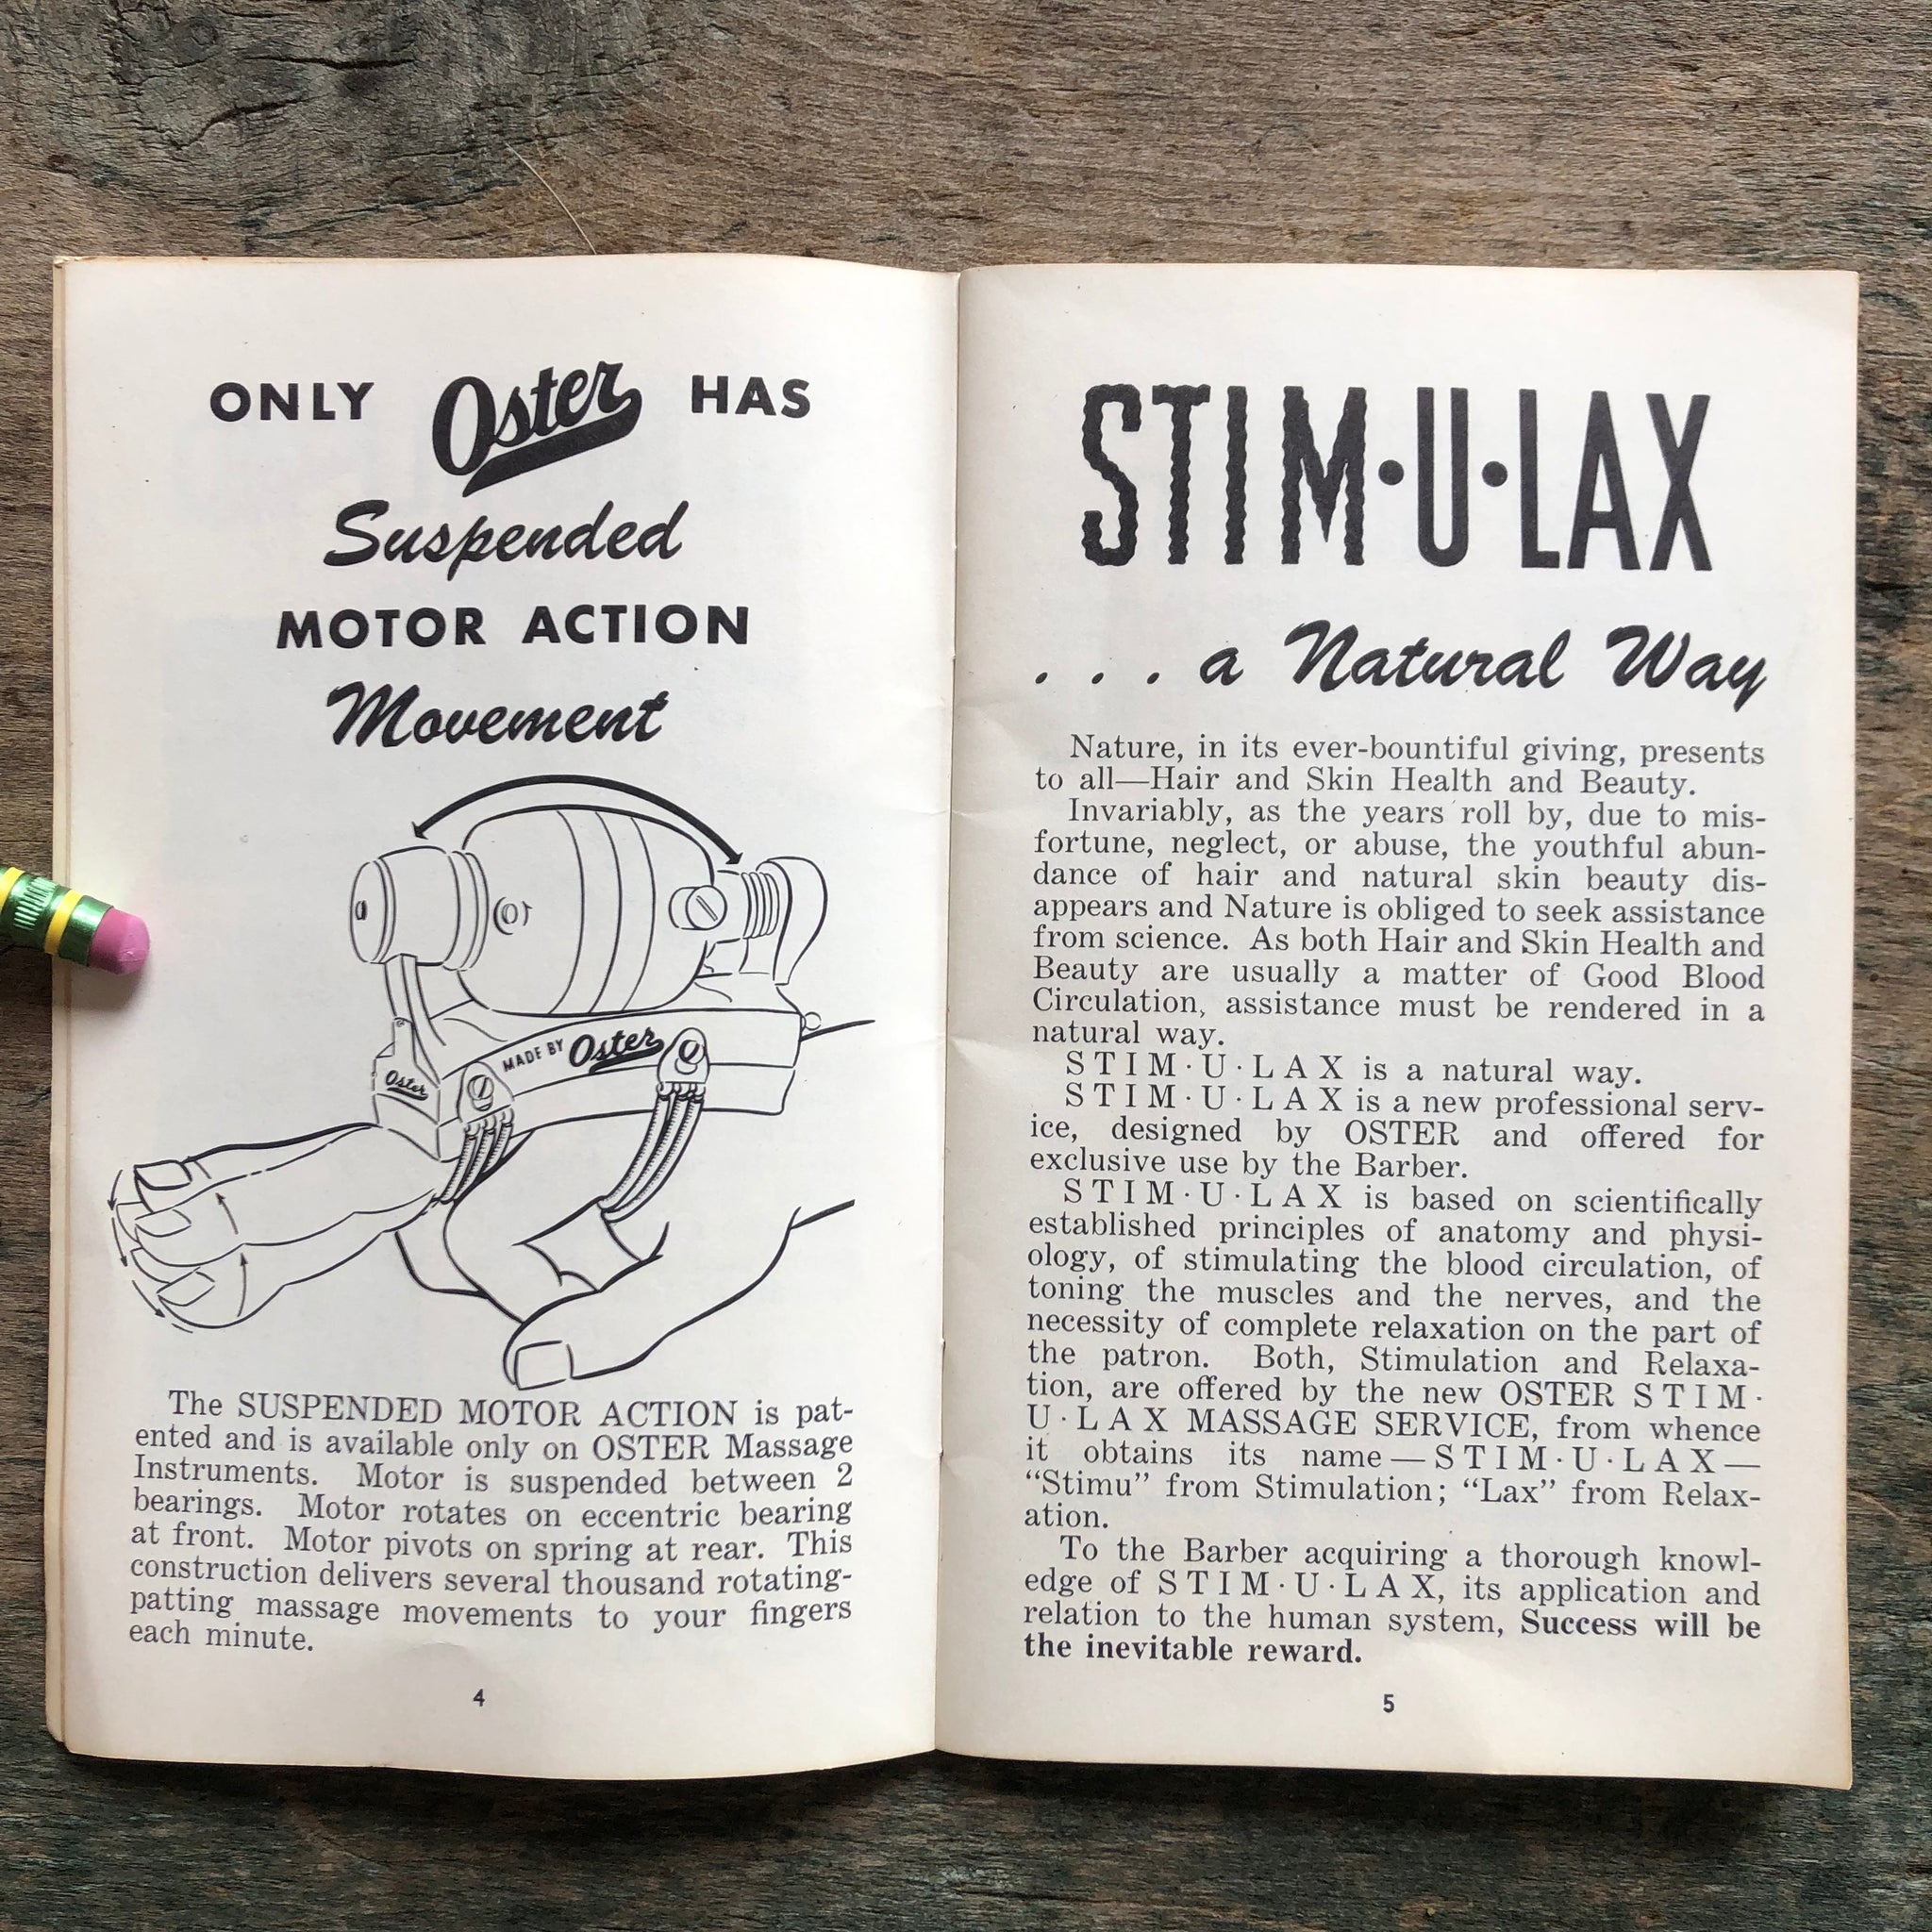 ONLY Oster HAS
Suspended
MOTOR ACTION
Movement
MADE BY Oster
Oster
The SUSPENDED MOTOR ACTION is pat-
ented and is available only on OSTER Massage
Instruments. Motor is suspended between 2
bearings. Motor rotates on eccentric bearing
at front. Motor pivots on spring at rear. This
construction delivers several thousand rotating-
patting massage movements to your fingers
each minute.
4
STIM·U·LAX
. . . a Natural Way
Nature, in its ever-bountiful giving, presents
to all—Hair and Skin Health and Beauty.
Invariably, as the years roll by, due to mis-
fortune, neglect, or abuse, the youthful abun-
dance of hair and natural skin beauty dis-
appears and Nature is obliged to seek assistance
from science. As both Hair and Skin Health and
Beauty are usually a matter of Good Blood
Circulation, assistance must be rendered in a
natural way.
STIM·U·LAX is a natural way.
STIM·U·LAX is a new professional serv-
ice, designed by OSTER and offered for
exclusive use by the Barber.
STIM·U·LAX is based on scientifically
established principles of anatomy and physi-
ology, of stimulating the blood circulation, of
toning the muscles and the nerves, and the
necessity of complete relaxation on the part of
the patron. Both, Stimulation and Relaxa-
tion, are offered by the new OSTER STIM·
U·LAX MASSAGE SERVICE, from whence
it obtains its name—STIM·U·LAX—
“Stimu” from Stimulation; “Lax” from Relax-
ation.
To the Barber acquiring a thorough knowl-
edge of STIM·U·LAX, its application and
relation to the human system, Success will be
the inevitable reward.
5